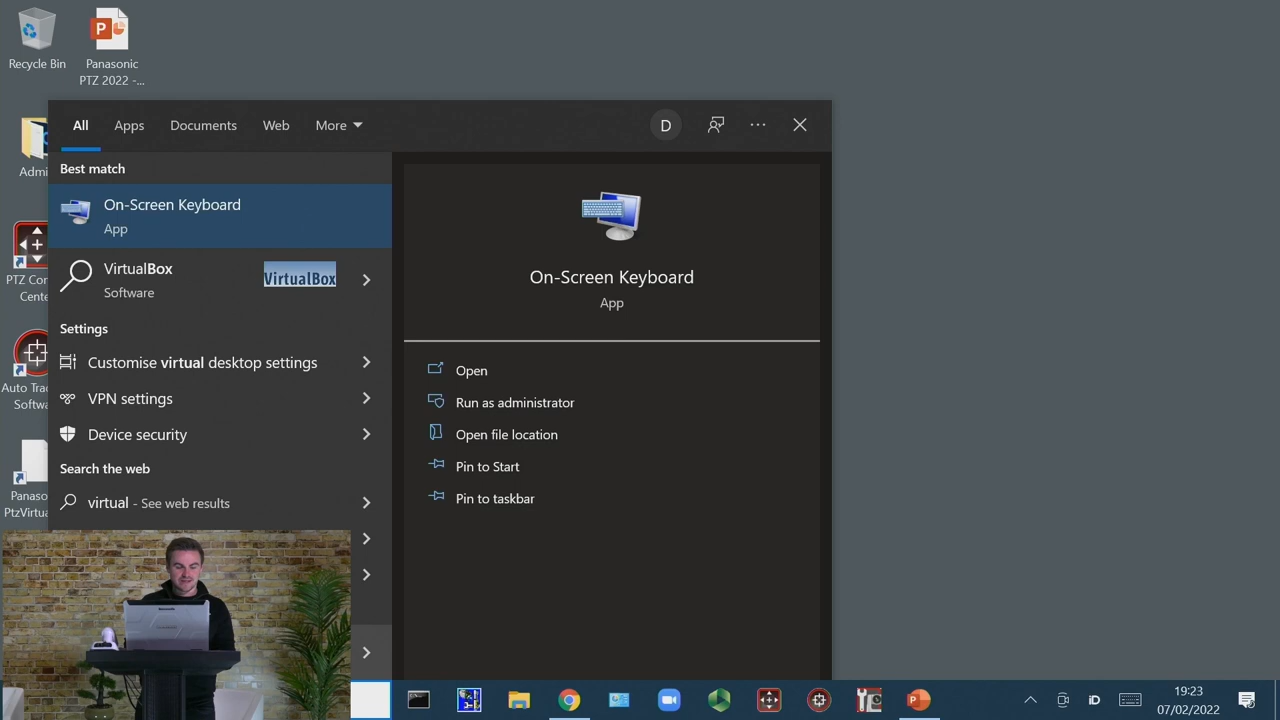 Recycle Bin
Panasonic
PTZ 2022 -...
All
Apps
Documents
Web
More
D
Best match
On-Screen Keyboard
App
VirtualBox
Software
VirtualBox
Settings
Customise virtual desktop settings
VPN settings
Device security
Search the web
virtual - See web results
On-Screen Keyboard
App
Open
Run as administrator
Open file location
Pin to Start
Pin to taskbar
Admi
PTZ Con
Cente
Auto Trac
Softwa
Panaso
PtzVirtua
iD
19:23
07/02/2022